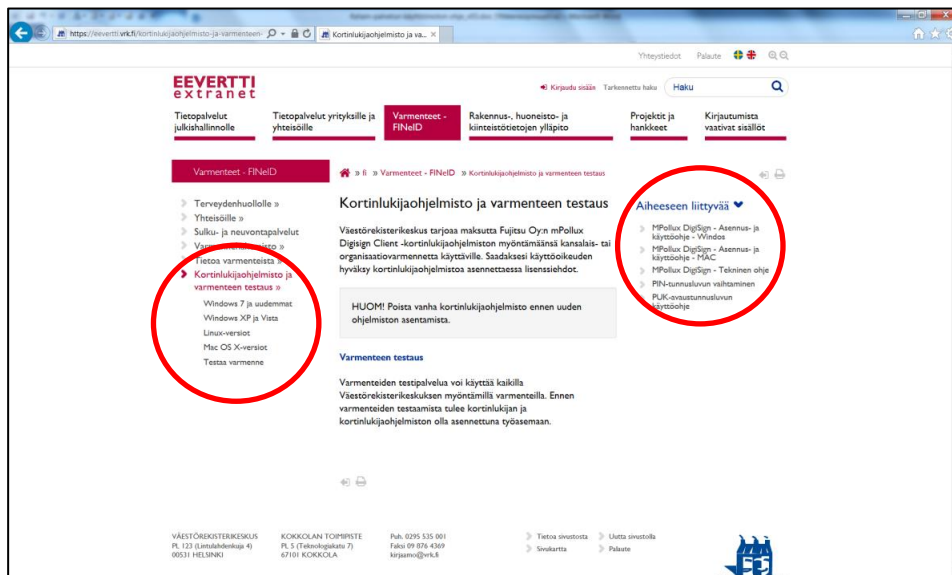 https://eevertti.vrk.fi/kortinlukijaohjelmisto-ja-varmenteen-
Kortinlukijaohjelmisto ja va...
Yhteystiedot Palaute
EEVERTTI
extranet
Kirjaudu sisään Tarkennettu haku Haku
Tietopalvelut
julkishallinnolle
Tietopalvelut yrityksille ja
yhteisöille
Varmenteet -
FINeID
Rakennus-, huoneisto- ja
kiinteistötietojen ylläpito
Projektit ja
hankkeet
Kirjautumista
vaativat sisällöt
Varmenteet - FINeID
» fi » Varmenteet - FINeID » Kortinlukijaohjelmisto ja varmenteen testaus
Terveydenhuollolle »
Yhteisöille »
Sulku- ja neuvontapalvelut
Tietoa varmenteista »
Kortinlukijaohjelmisto ja
varmenteen testaus »
Windows 7 ja uudemmat
Windows XP ja Vista
Linux-versiot
Mac OS X-versiot
Testaa varmenne
Kortinlukijaohjelmisto ja varmenteen testaus
Väestörekisterikeskus tarjoaa maksutta Fujitsu Oy:n mPollux
Digisign Client -kortinlukijaohjelmiston myöntämäänsä kansalais- tai
organisaatiovarmennetta käyttäville. Saadaksesi käyttöoikeuden
hyväksy kortinlukijaohjelmistoa asennettaessa lisenssiehdot.
HUOM! Poista vanha kortinlukijaohjelmisto ennen uuden
ohjelmiston asentamista.
Varmenteen testaus
Varmenteiden testipalvelua voi käyttää kaikilla
Väestörekisterikeskuksen myöntämillä varmenteilla. Ennen
varmenteiden testaamista tulee kortinlukijan ja
kortinlukijaohjelmiston olla asennettuna työasemaan.
Aiheeseen liittyvää
MPollux DigiSign - Asennus- ja
käyttöohje - Windos
MPollux DigiSign - Asennus- ja
käyttöohje - MAC
MPollux DigiSign - Tekninen ohje
PIN-tunnusluvun vaihtaminen
PUK-avaustunnusluvun
käyttöohje
VÄESTÖREKISTERIKESKUS
PL 123 (Lintulahdenkuja 4)
00531 HELSINKI
KOKKOLAN TOIMIPISTE
PL 5 (Teknologiakatu 7)
67101 KOKKOLA
Puh. 0295 535 001
Faksi 09 876 4369
kirjaamo@vrk.fi
Tietoa sivustosta
Sivukartta
Uutta sivustolla
Palaute